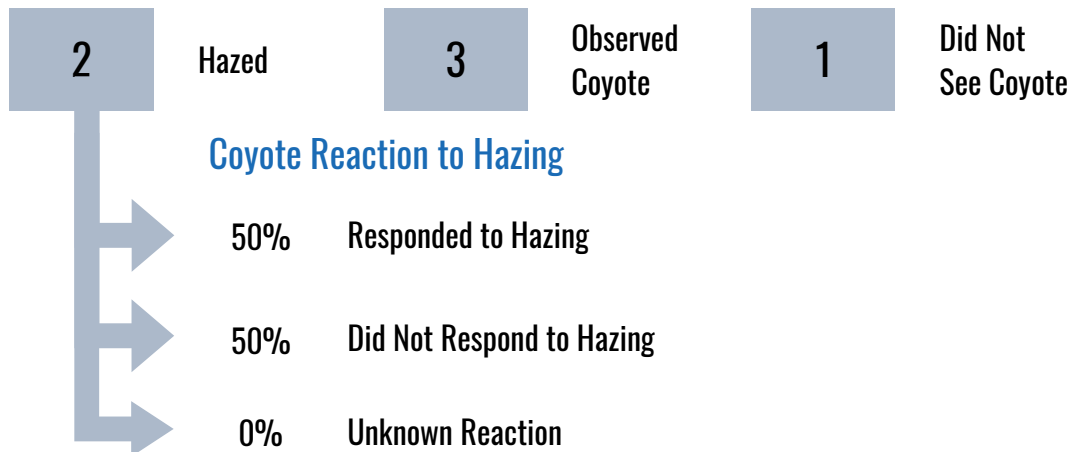 2 Hazed 3 Observed Coyote 1 Did Not See Coyote
Coyote Reaction to Hazing
50% Responded to Hazing
50% Did Not Respond to Hazing
0% Unknown Reaction